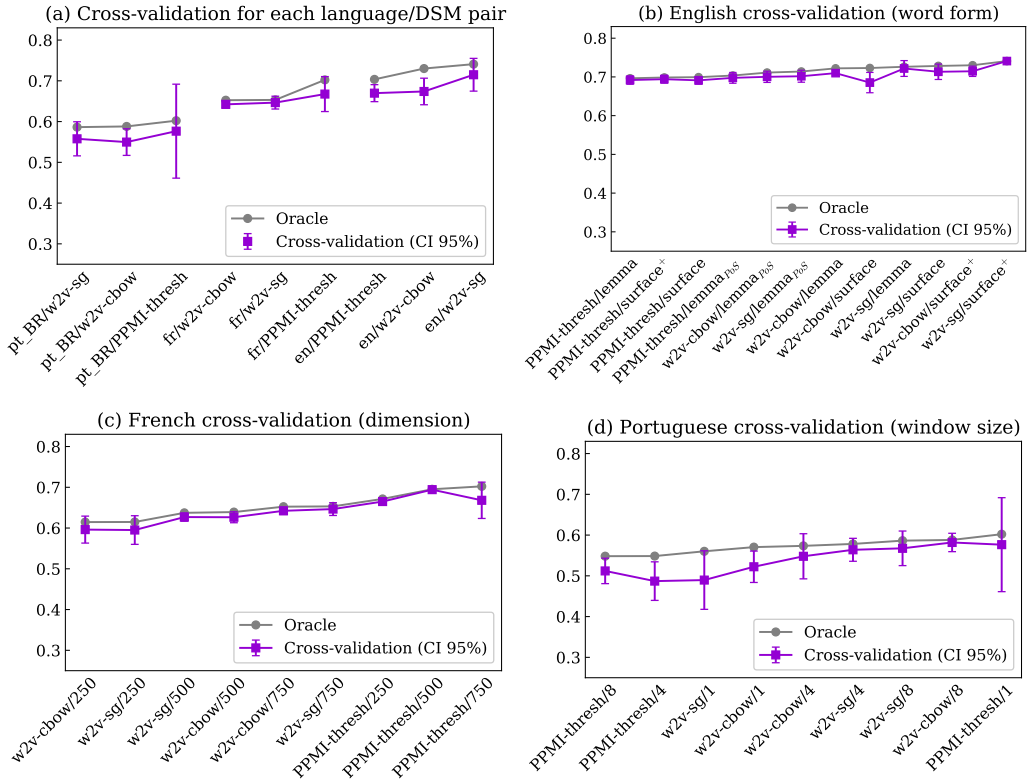 (a) Cross-validation for each language/DSM pair
0.8
0.7
0.6
0.5
0.4
0.3
Oracle
Cross-validation (CI 95%)
pt_BR/w2v-sg
pt_BR/w2v-cbow
pt_BR/PPMI-thresh
fr/w2v-cbow
fr/w2v-sg
fr/PPMI-thresh
en/PPMI-thresh
en/w2v-cbow
en/w2v-sg
(b) English cross-validation (word form)
0.8
0.7
0.6
0.5
0.4
0.3
Oracle
Cross-validation (CI 95%)
PPMI-thresh/lemma
PPMI-thresh/surface⁺
PPMI-thresh/surface
PPMI-thresh/lemma_PoS
w2v-cbow/lemma_PoS
w2v-sg/lemma_PoS
w2v-cbow/lemma
w2v-cbow/surface
w2v-sg/lemma
w2v-sg/surface
w2v-cbow/surface⁺
w2v-sg/surface⁺
(c) French cross-validation (dimension)
0.8
0.7
0.6
0.5
0.4
0.3
Oracle
Cross-validation (CI 95%)
w2v-cbow/250
w2v-sg/250
w2v-sg/500
w2v-cbow/500
w2v-cbow/750
w2v-sg/750
PPMI-thresh/250
PPMI-thresh/500
PPMI-thresh/750
(d) Portuguese cross-validation (window size)
0.8
0.7
0.6
0.5
0.4
0.3
Oracle
Cross-validation (CI 95%)
PPMI-thresh/8
PPMI-thresh/4
w2v-sg/1
w2v-cbow/1
w2v-cbow/4
w2v-sg/4
w2v-sg/8
w2v-cbow/8
PPMI-thresh/1